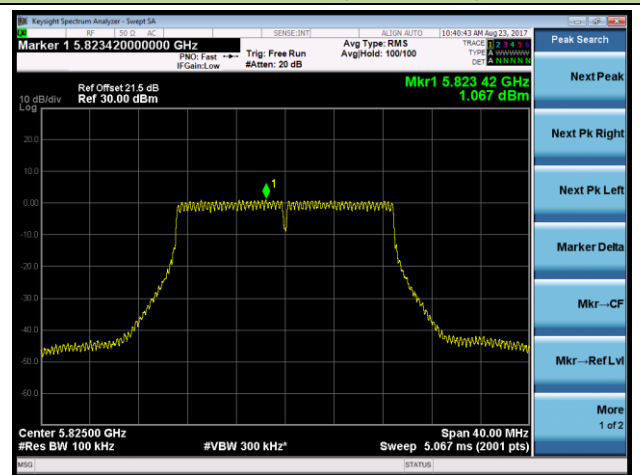 Keysight Spectrum Analyzer - Swept SA
RF 50 Ω AC SENSE:INT ALIGN AUTO 10:40:43 AM Aug 23, 2017
Marker 1 5.823420000000 GHz
PNO: Fast
IFGain:Low
Trig: Free Run
#Atten: 20 dB
Avg Type: RMS
Avg|Hold: 100/100
TRACE 1 2 3 4 5 6
TYPE A WWWWW
DET A N N N N N
Peak Search
Mkr1 5.823 42 GHz
1.067 dBm
Ref Offset 21.5 dB
10 dB/div Ref 30.00 dBm
Log
20.0
10.0
0.00
-10.0
-20.0
-30.0
-40.0
-50.0
-60.0
1
Next Peak
Next Pk Right
Next Pk Left
Marker Delta
Mkr→CF
Mkr→Ref Lvl
More
1 of 2
Center 5.82500 GHz Span 40.00 MHz
#Res BW 100 kHz #VBW 300 kHz* Sweep 5.067 ms (2001 pts)
MSG STATUS